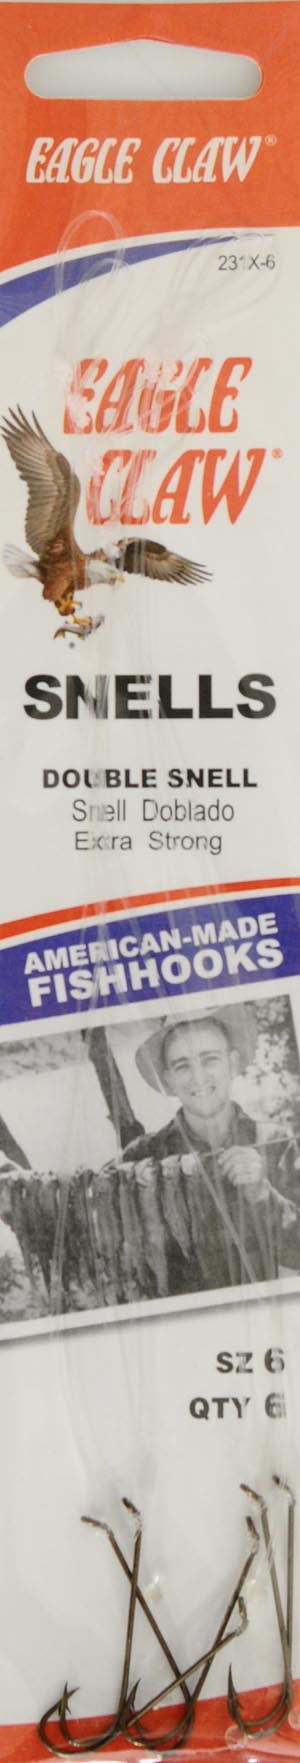 EAGLE CLAW®
231X-6
EAGLE
CLAW®
SNELLS
DOUBLE SNELL
Snell Doblado
Extra Strong
AMERICAN-MADE
FISHHOOKS
SZ 6
QTY 6